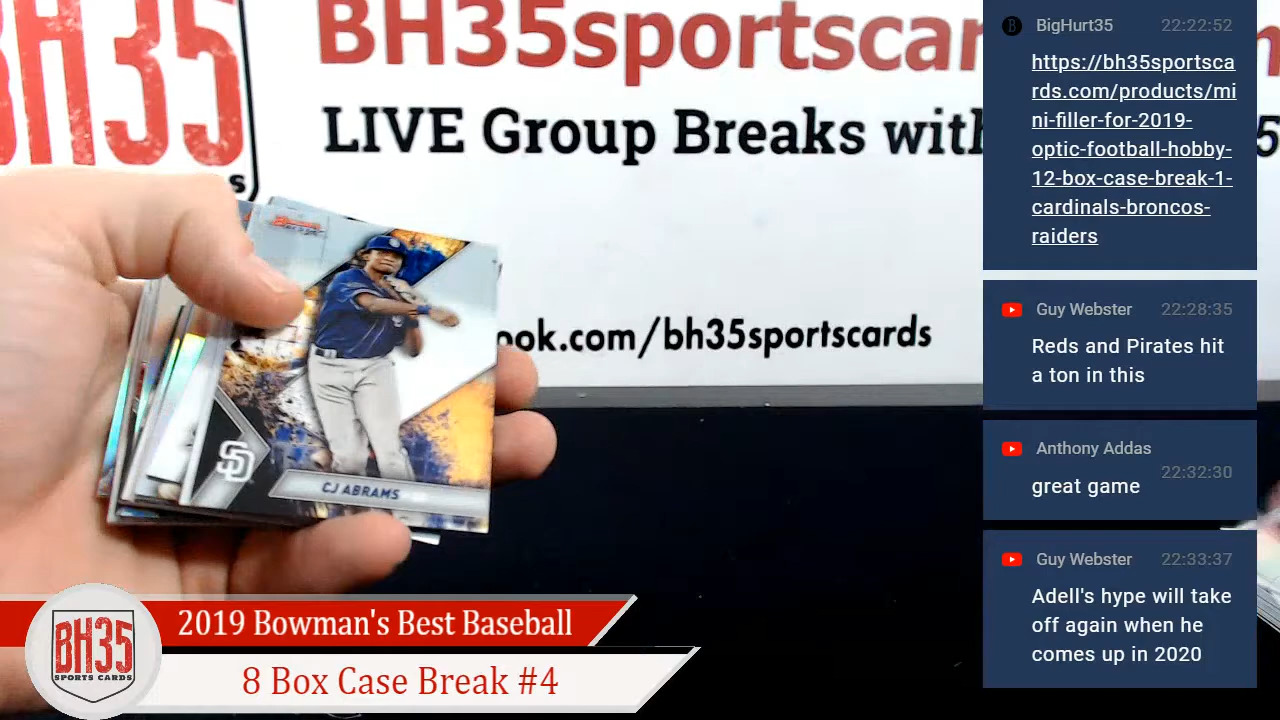 BH35
BH35sportscar
LIVE Group Breaks with
5
ook.com/bh35sportscards
Bowman's
Best
SD
CJ ABRAMS
2019 Bowman's Best Baseball
8 Box Case Break #4
BH35
SPORTS CARDS
BigHurt35 22:22:52
https://bh35sportsca
rds.com/products/mi
ni-filler-for-2019-
optic-football-hobby-
12-box-case-break-1-
cardinals-broncos-
raiders
Guy Webster 22:28:35
Reds and Pirates hit
a ton in this
Anthony Addas
22:32:30
great game
Guy Webster 22:33:37
Adell's hype will take
off again when he
comes up in 2020